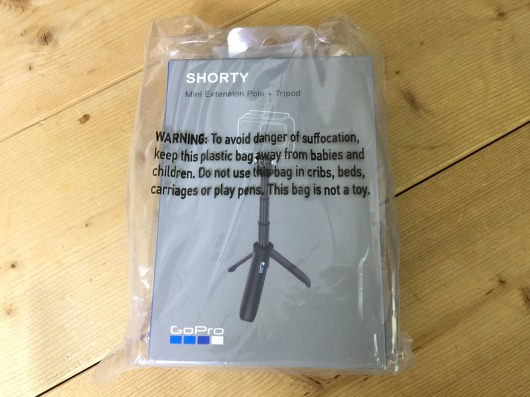 SHORTY
Mini Extension Pole + Tripod
WARNING: To avoid danger of suffocation,
keep this plastic bag away from babies and
children. Do not use this bag in cribs, beds,
carriages or play pens. This bag is not a toy.
GoPro